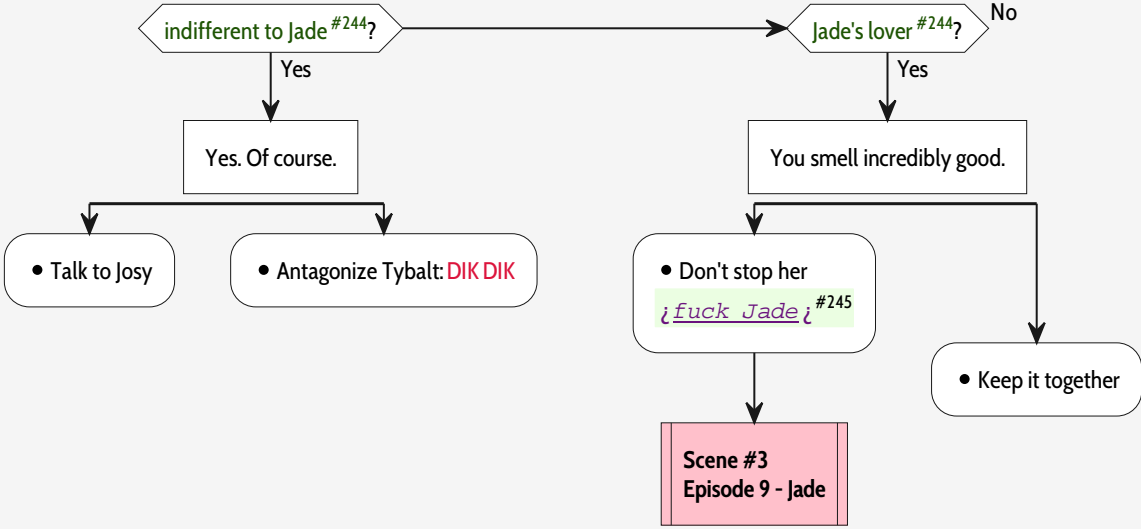 indifferent to Jade #244?
Jade's lover #244?
No
Yes
Yes
Yes. Of course.
You smell incredibly good.
• Talk to Josy
• Antagonize Tybalt: DIK DIK
• Don't stop her
¿fuck Jade¿ #245
• Keep it together
Scene #3
Episode 9 - Jade